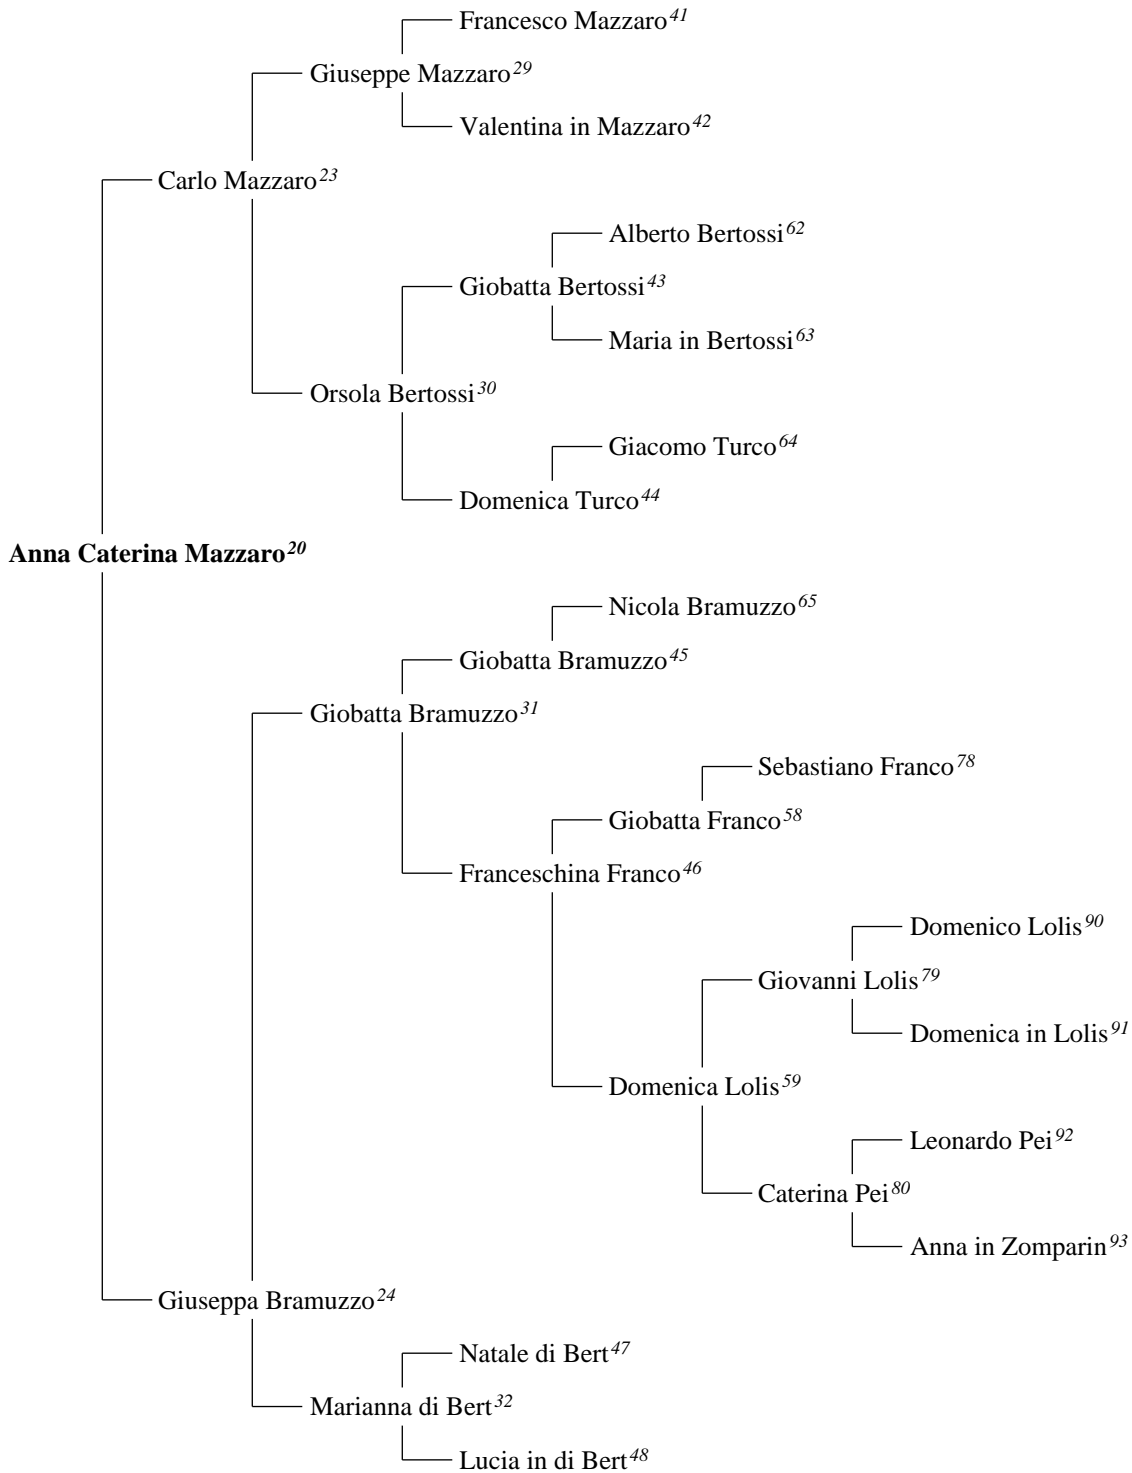 Francesco Mazzaro41
Giuseppe Mazzaro29
Valentina in Mazzaro42
Carlo Mazzaro23
Alberto Bertossi62
Giobatta Bertossi43
Maria in Bertossi63
Orsola Bertossi30
Giacomo Turco64
Domenica Turco44
Anna Caterina Mazzaro20
Nicola Bramuzzo65
Giobatta Bramuzzo45
Giobatta Bramuzzo31
Sebastiano Franco78
Giobatta Franco58
Franceschina Franco46
Domenico Lolis90
Giovanni Lolis79
Domenica in Lolis91
Domenica Lolis59
Leonardo Pei92
Caterina Pei80
Anna in Zomparin93
Giuseppa Bramuzzo24
Natale di Bert47
Marianna di Bert32
Lucia in di Bert48